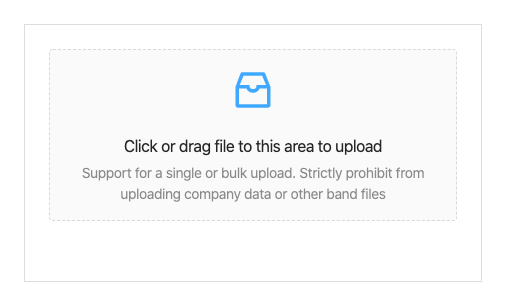 Click or drag file to this area to upload
Support for a single or bulk upload. Strictly prohibit from
uploading company data or other band files